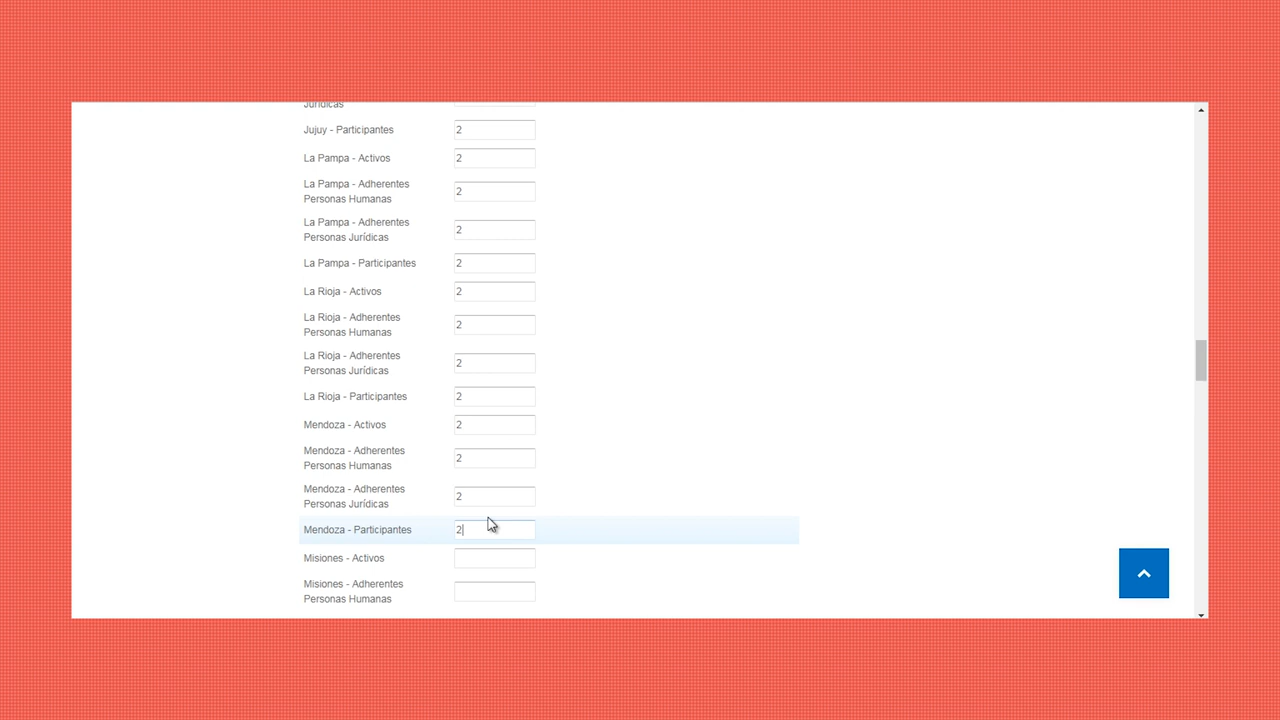 Jurídicas
Jujuy - Participantes 2
La Pampa - Activos 2
La Pampa - Adherentes
Personas Humanas 2
La Pampa - Adherentes
Personas Jurídicas 2
La Pampa - Participantes 2
La Rioja - Activos 2
La Rioja - Adherentes
Personas Humanas 2
La Rioja - Adherentes
Personas Jurídicas 2
La Rioja - Participantes 2
Mendoza - Activos 2
Mendoza - Adherentes
Personas Humanas 2
Mendoza - Adherentes
Personas Jurídicas 2
Mendoza - Participantes 2
Misiones - Activos
Misiones - Adherentes
Personas Humanas